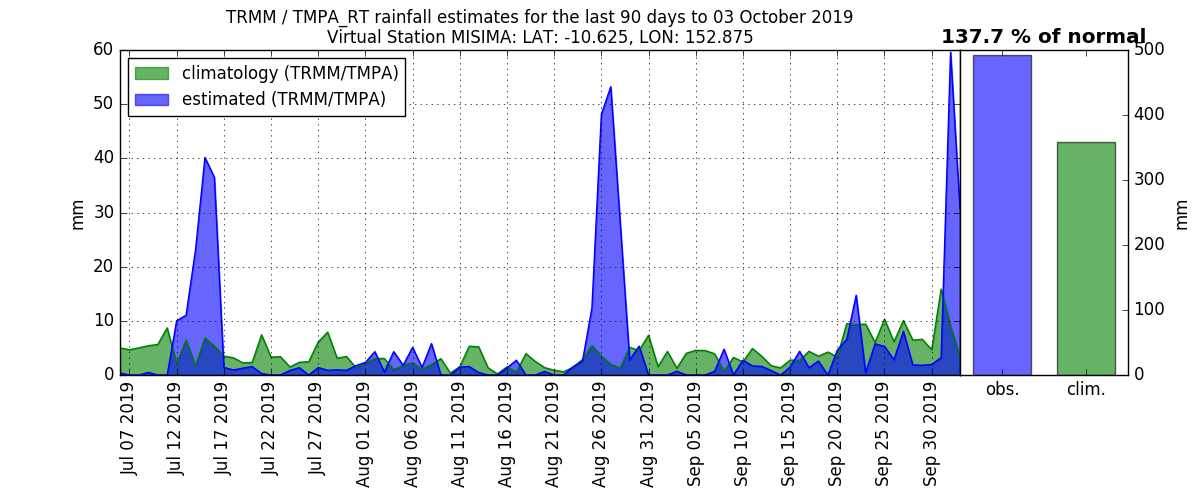 TRMM / TMPA_RT rainfall estimates for the last 90 days to 03 October 2019
Virtual Station MISIMA: LAT: -10.625, LON: 152.875
137.7 % of normal
climatology (TRMM/TMPA)
estimated (TRMM/TMPA)
60
50
40
30
20
10
0
mm
500
400
300
200
100
0
mm
Jul 07 2019
Jul 12 2019
Jul 17 2019
Jul 22 2019
Jul 27 2019
Aug 01 2019
Aug 06 2019
Aug 11 2019
Aug 16 2019
Aug 21 2019
Aug 26 2019
Aug 31 2019
Sep 05 2019
Sep 10 2019
Sep 15 2019
Sep 20 2019
Sep 25 2019
Sep 30 2019
obs.
clim.